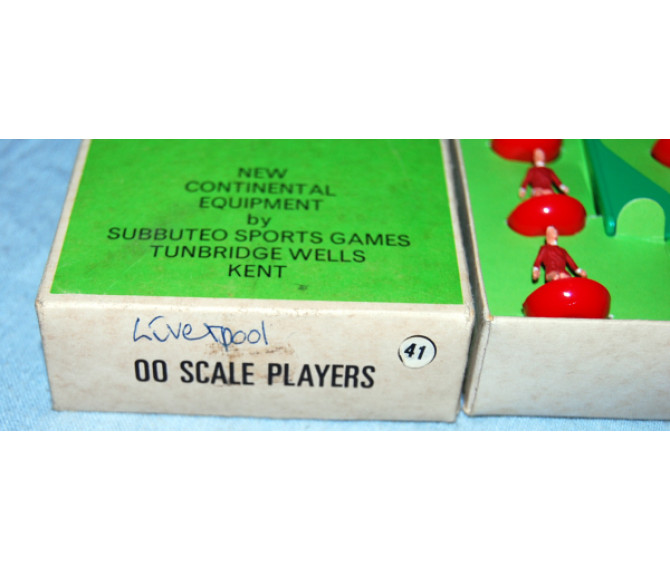 NEW
CONTINENTAL
EQUIPMENT
by
SUBBUTEO SPORTS GAMES
TUNBRIDGE WELLS
KENT
Liverpool
41
00 SCALE PLAYERS